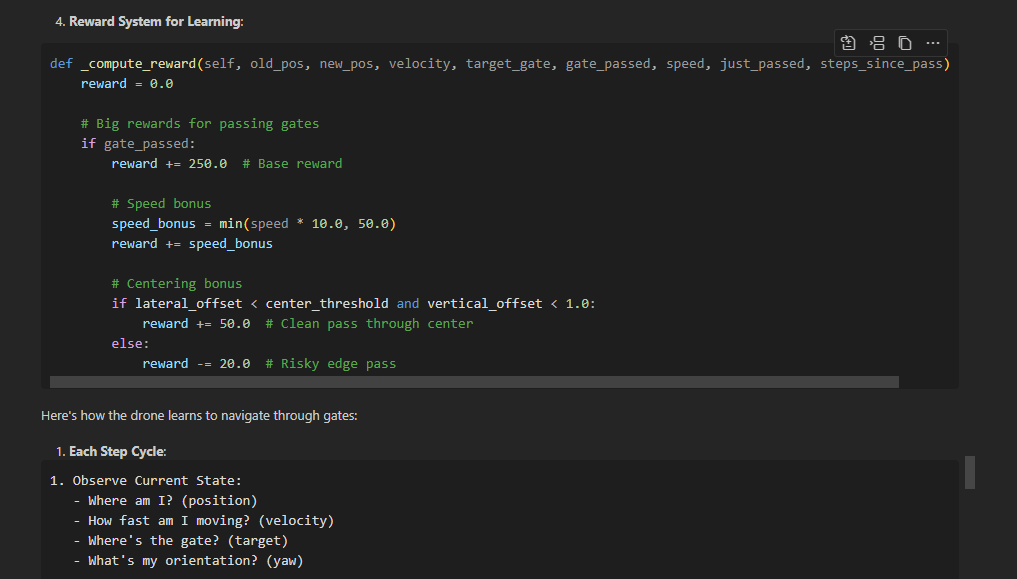 4. Reward System for Learning:
def _compute_reward(self, old_pos, new_pos, velocity, target_gate, gate_passed, speed, just_passed, steps_since_pass)
    reward = 0.0
    # Big rewards for passing gates
    if gate_passed:
        reward += 250.0  # Base reward
        # Speed bonus
        speed_bonus = min(speed * 10.0, 50.0)
        reward += speed_bonus
        # Centering bonus
        if lateral_offset < center_threshold and vertical_offset < 1.0:
            reward += 50.0  # Clean pass through center
        else:
            reward -= 20.0  # Risky edge pass
Here's how the drone learns to navigate through gates:
1. Each Step Cycle:
1. Observe Current State:
   - Where am I? (position)
   - How fast am I moving? (velocity)
   - Where's the gate? (target)
   - What's my orientation? (yaw)